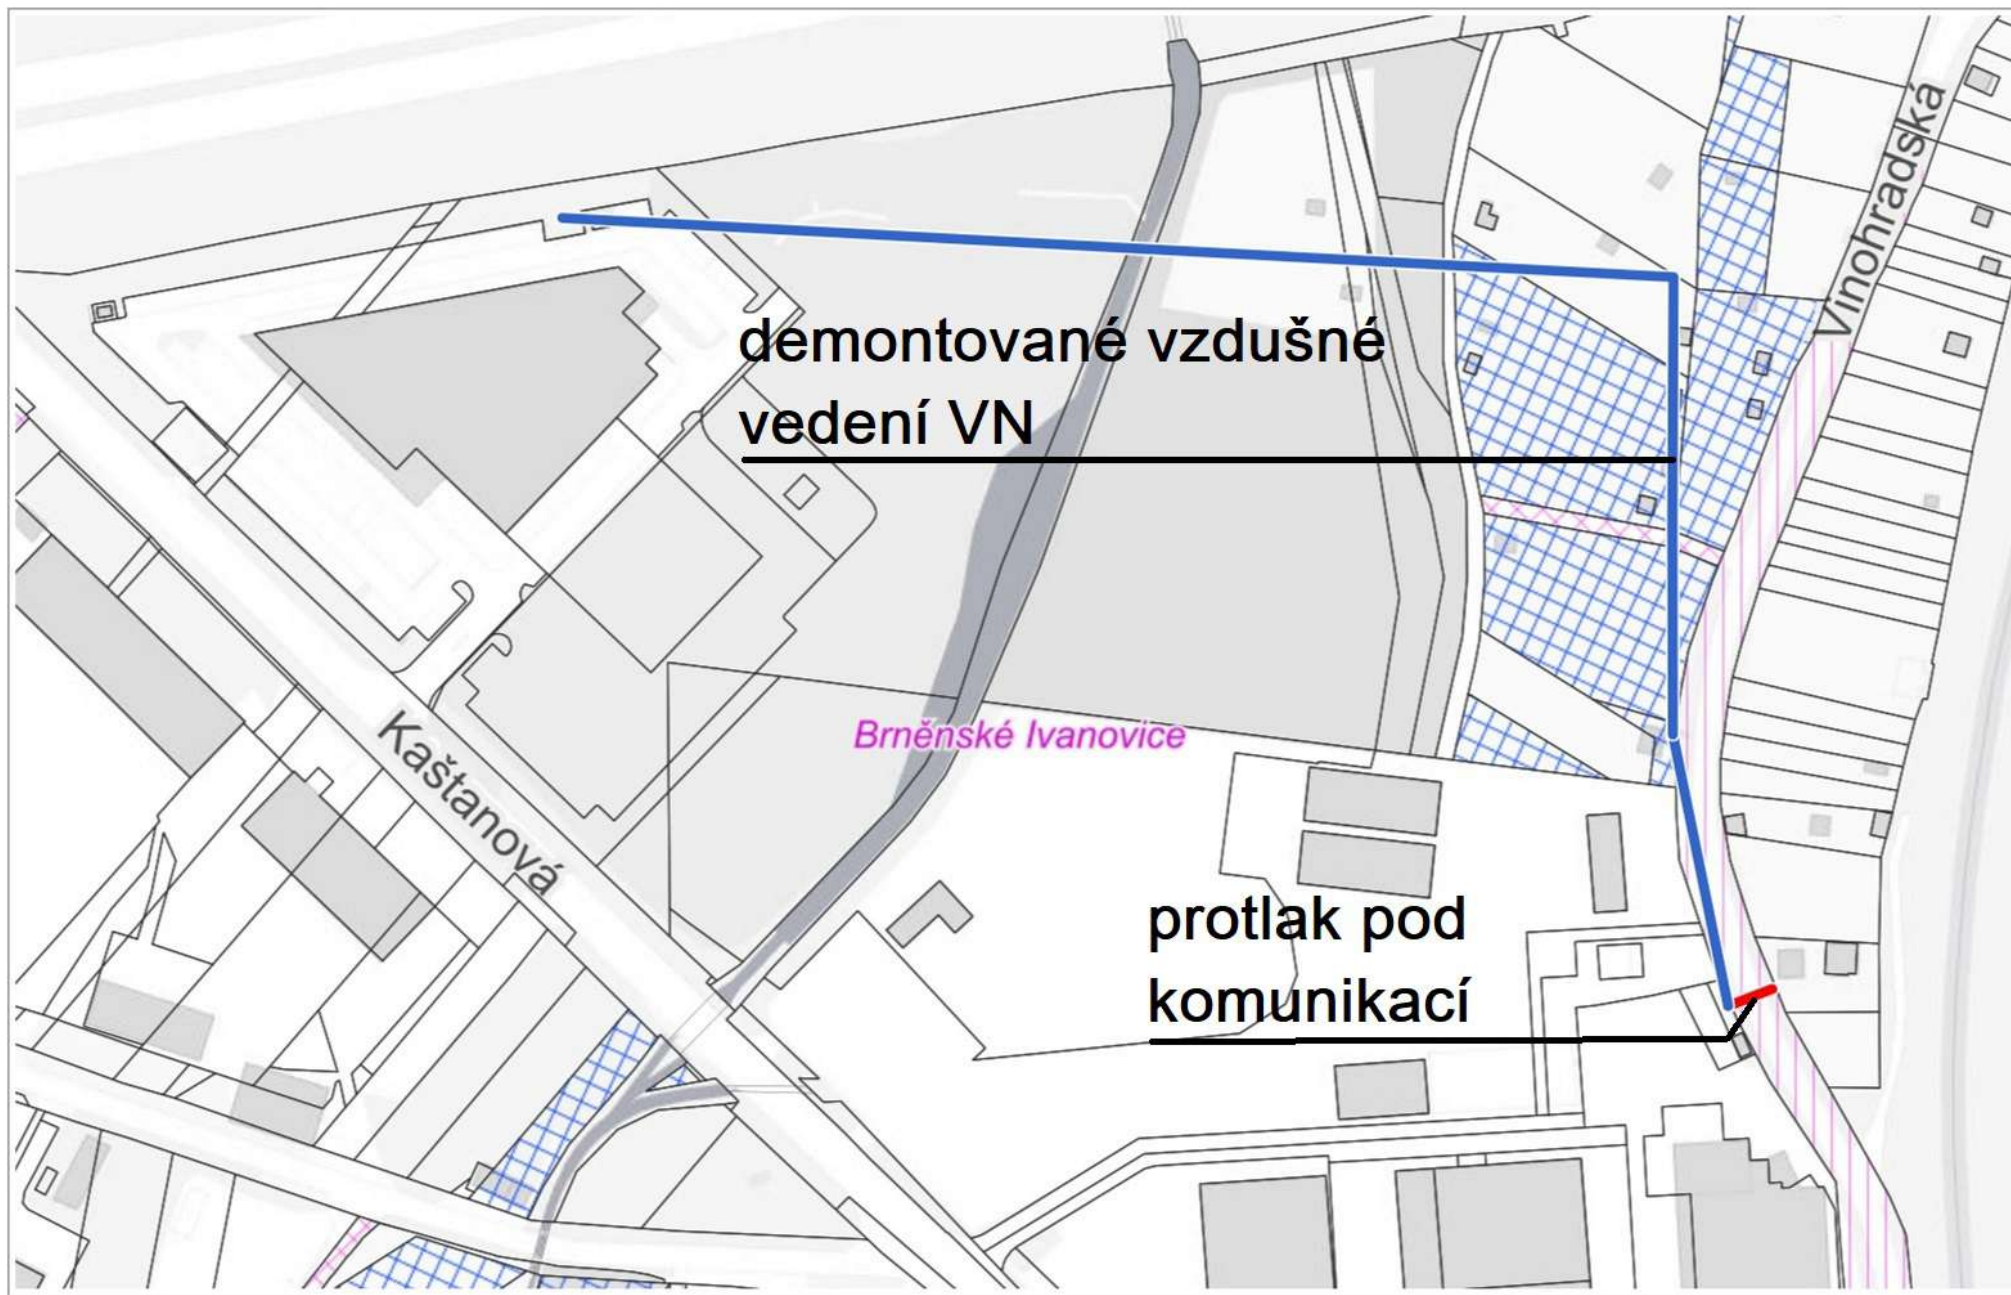 Vinohradská
demontované vzdušné
vedení VN
Brněnské Ivanovice
Kaštanová
protlak pod
komunikací